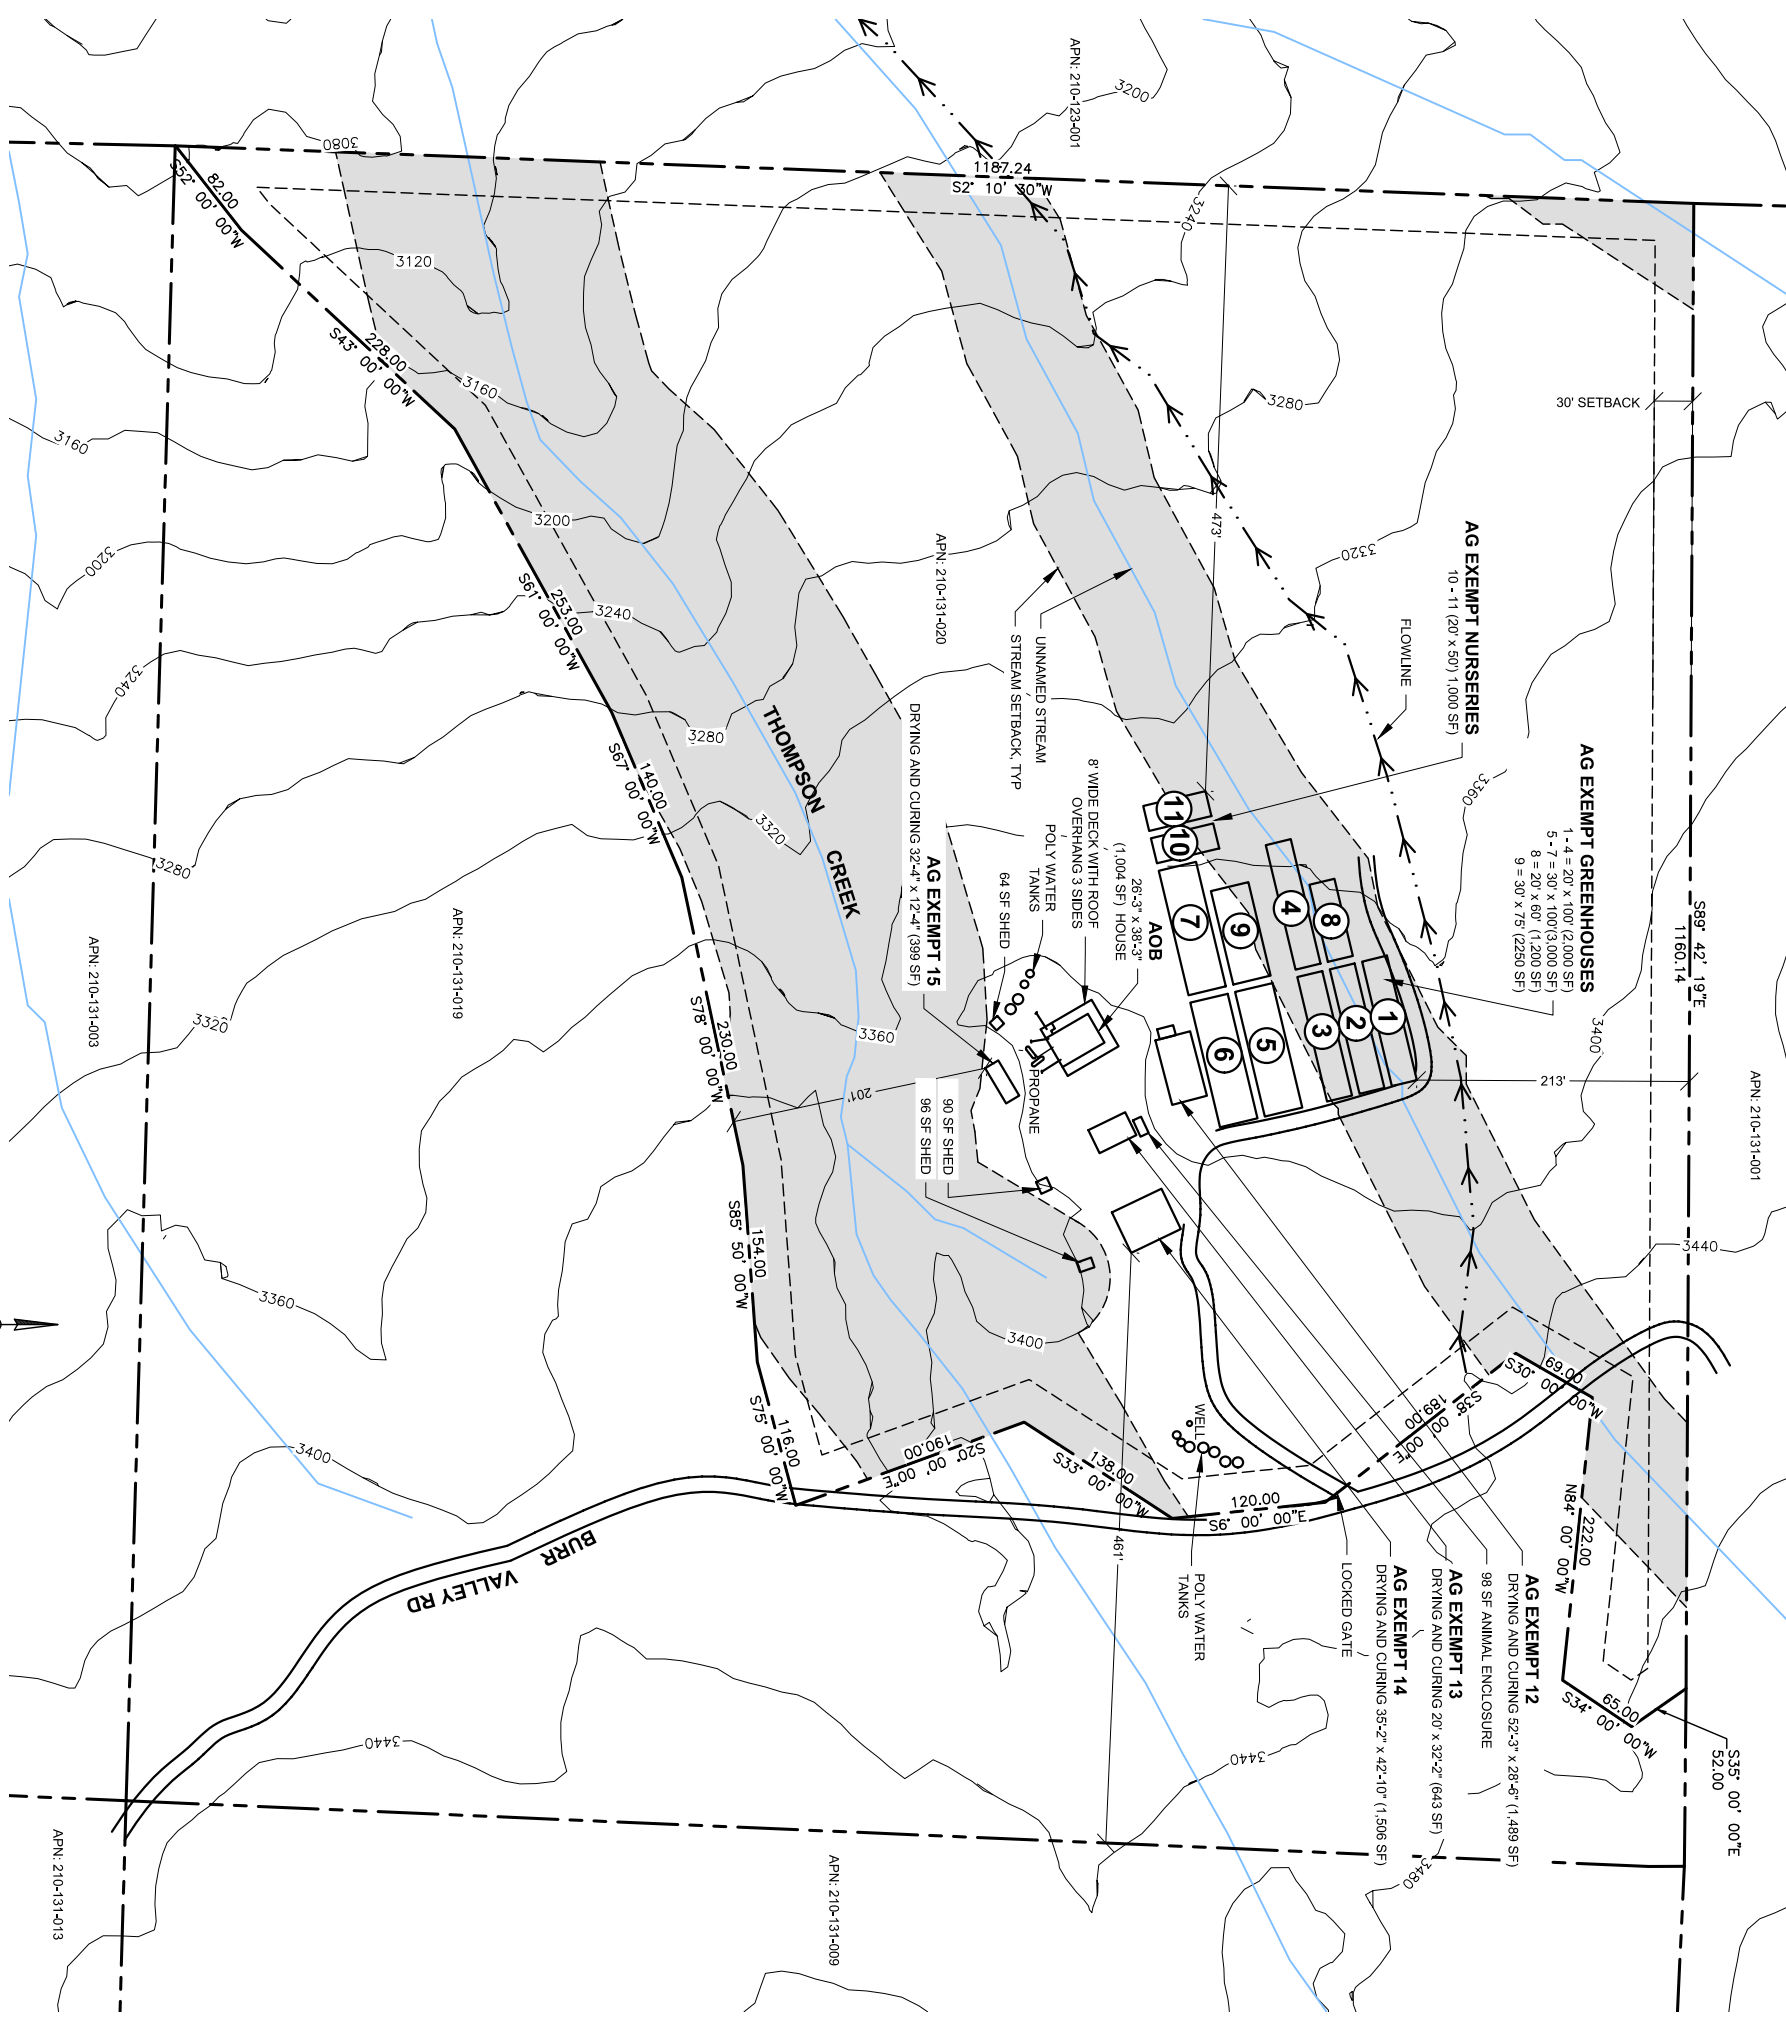 APN: 210-123-001
3200
3080
1187.24
S2° 10' 30"W
82.00
S52° 00' 00"W
3240
3120
228.00
S43° 00' 00"W
3160
3160
3280
30' SETBACK
3200
3200
473'
3320
APN: 210-131-020
AG EXEMPT NURSERIES
10 - 11 (20' x 50') 1,000 SF)
FLOWLINE
253.00
S61° 00' 00"W
3240
3240
UNNAMED STREAM
STREAM SETBACK, TYP
3280
140.00
S67° 00' 00"W
THOMPSON
CREEK
3320
3280
3360
AG EXEMPT GREENHOUSES
1 - 4 = 20' x 100' (2,000 SF)
5 - 7 = 30' x 100'(3,000 SF)
8 = 20' x 60' (1,200 SF)
9 = 30' x 75' (2250 SF)
11
10
4
8
7
9
1
2
3
5
6
8' WIDE DECK WITH ROOF
OVERHANG 3 SIDES
AOB
26'-3" x 38'-3"
(1,004 SF) HOUSE
POLY WATER
TANKS
64 SF SHED
AG EXEMPT 15
DRYING AND CURING 32'-4" x 12'-4" (399 SF)
S89° 42' 19"E
1160.14
APN: 210-131-019
APN: 210-131-003
3320
3360
3400
230.00
S78° 00' 00"W
201'
PROPANE
90 SF SHED
96 SF SHED
213'
APN: 210-131-001
154.00
S85° 50' 00"W
3440
3360
3400
69.00
S30° 00' 00"W
189.00
S38° 00' 00"E
WELL
116.00
S75° 00' 00"W
190.00
S20° 00' 00"E
138.00
S33° 00' 00"W
120.00
S6° 00' 00"E
3400
461'
222.00
N84° 00' 00"W
BURR
VALLEY RD
POLY WATER
TANKS
LOCKED GATE
AG EXEMPT 14
DRYING AND CURING 35'-2" x 42'-10" (1,506 SF)
AG EXEMPT 13
DRYING AND CURING 20' x 32'-2" (643 SF)
98 SF ANIMAL ENCLOSURE
AG EXEMPT 12
DRYING AND CURING 52'-3" x 28'-6" (1,489 SF)
65.00
S34° 00' 00"W
S35° 00' 00"E
52.00
3440
3440
3480
APN: 210-131-013
APN: 210-131-009